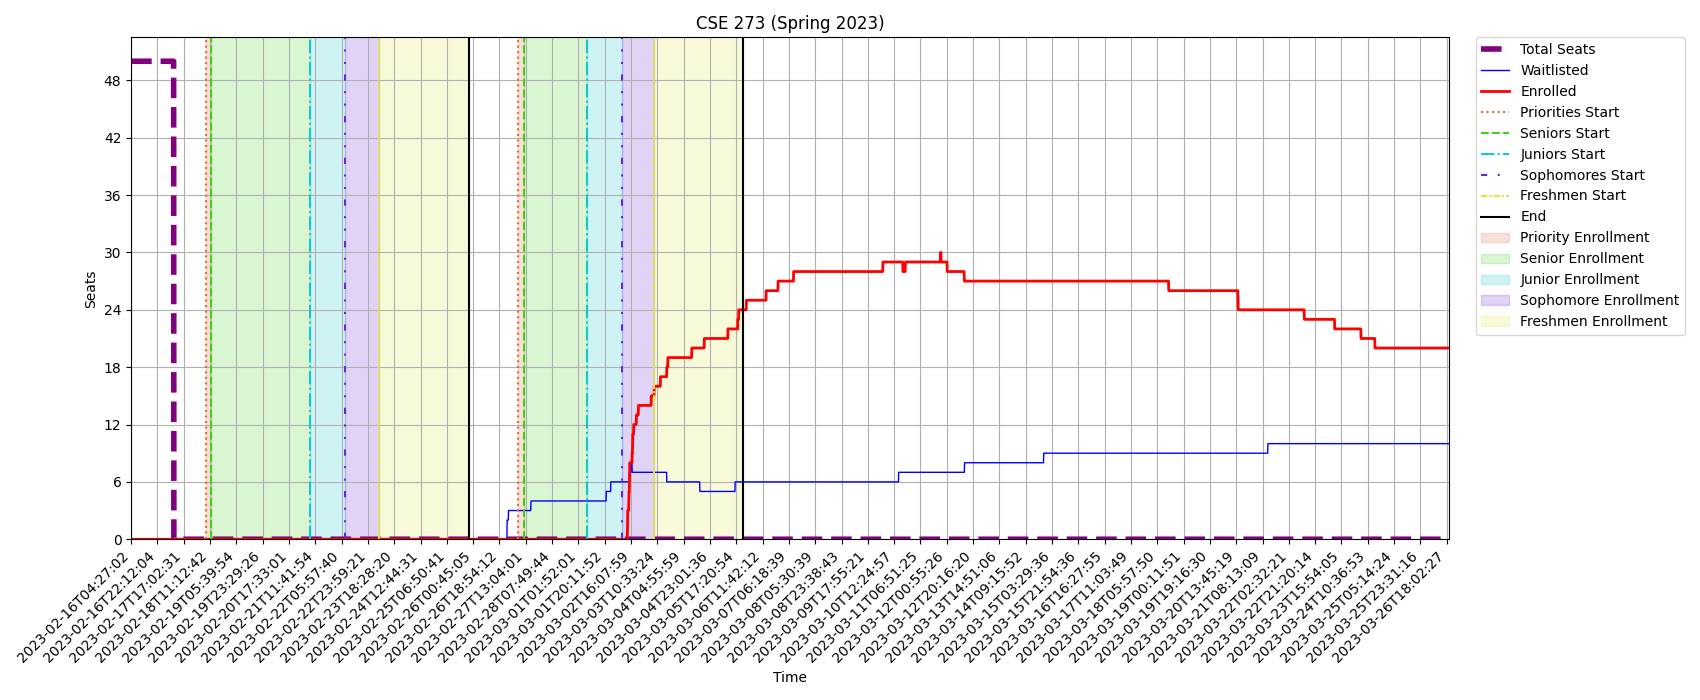 CSE 273 (Spring 2023)
Seats
48
42
36
30
24
18
12
6
0
2023-02-16T04:27:02
2023-02-16T22:12:04
2023-02-17T17:02:31
2023-02-18T11:12:42
2023-02-19T05:39:54
2023-02-19T23:29:26
2023-02-20T17:33:01
2023-02-21T11:41:54
2023-02-22T05:57:40
2023-02-22T23:59:21
2023-02-23T18:28:20
2023-02-24T12:44:31
2023-02-25T06:50:41
2023-02-26T00:45:05
2023-02-26T18:54:12
2023-02-27T13:04:01
2023-02-28T07:49:44
2023-03-01T01:52:01
2023-03-01T20:11:52
2023-03-02T16:07:59
2023-03-03T10:33:24
2023-03-04T04:55:59
2023-03-04T23:01:36
2023-03-05T17:20:54
2023-03-06T11:42:12
2023-03-07T06:18:39
2023-03-08T05:30:39
2023-03-08T23:38:43
2023-03-09T17:55:21
2023-03-10T12:24:57
2023-03-11T06:51:25
2023-03-12T00:55:26
2023-03-12T20:16:20
2023-03-13T14:51:06
2023-03-14T09:15:52
2023-03-15T03:29:36
2023-03-15T21:54:36
2023-03-16T16:27:55
2023-03-17T11:03:49
2023-03-18T05:57:50
2023-03-19T00:11:51
2023-03-19T19:16:30
2023-03-20T13:45:19
2023-03-21T08:13:09
2023-03-22T02:32:21
2023-03-22T21:20:14
2023-03-23T15:54:05
2023-03-24T10:36:53
2023-03-25T05:14:24
2023-03-25T23:31:16
2023-03-26T18:02:27
Time
Total Seats
Waitlisted
Enrolled
Priorities Start
Seniors Start
Juniors Start
Sophomores Start
Freshmen Start
End
Priority Enrollment
Senior Enrollment
Junior Enrollment
Sophomore Enrollment
Freshmen Enrollment